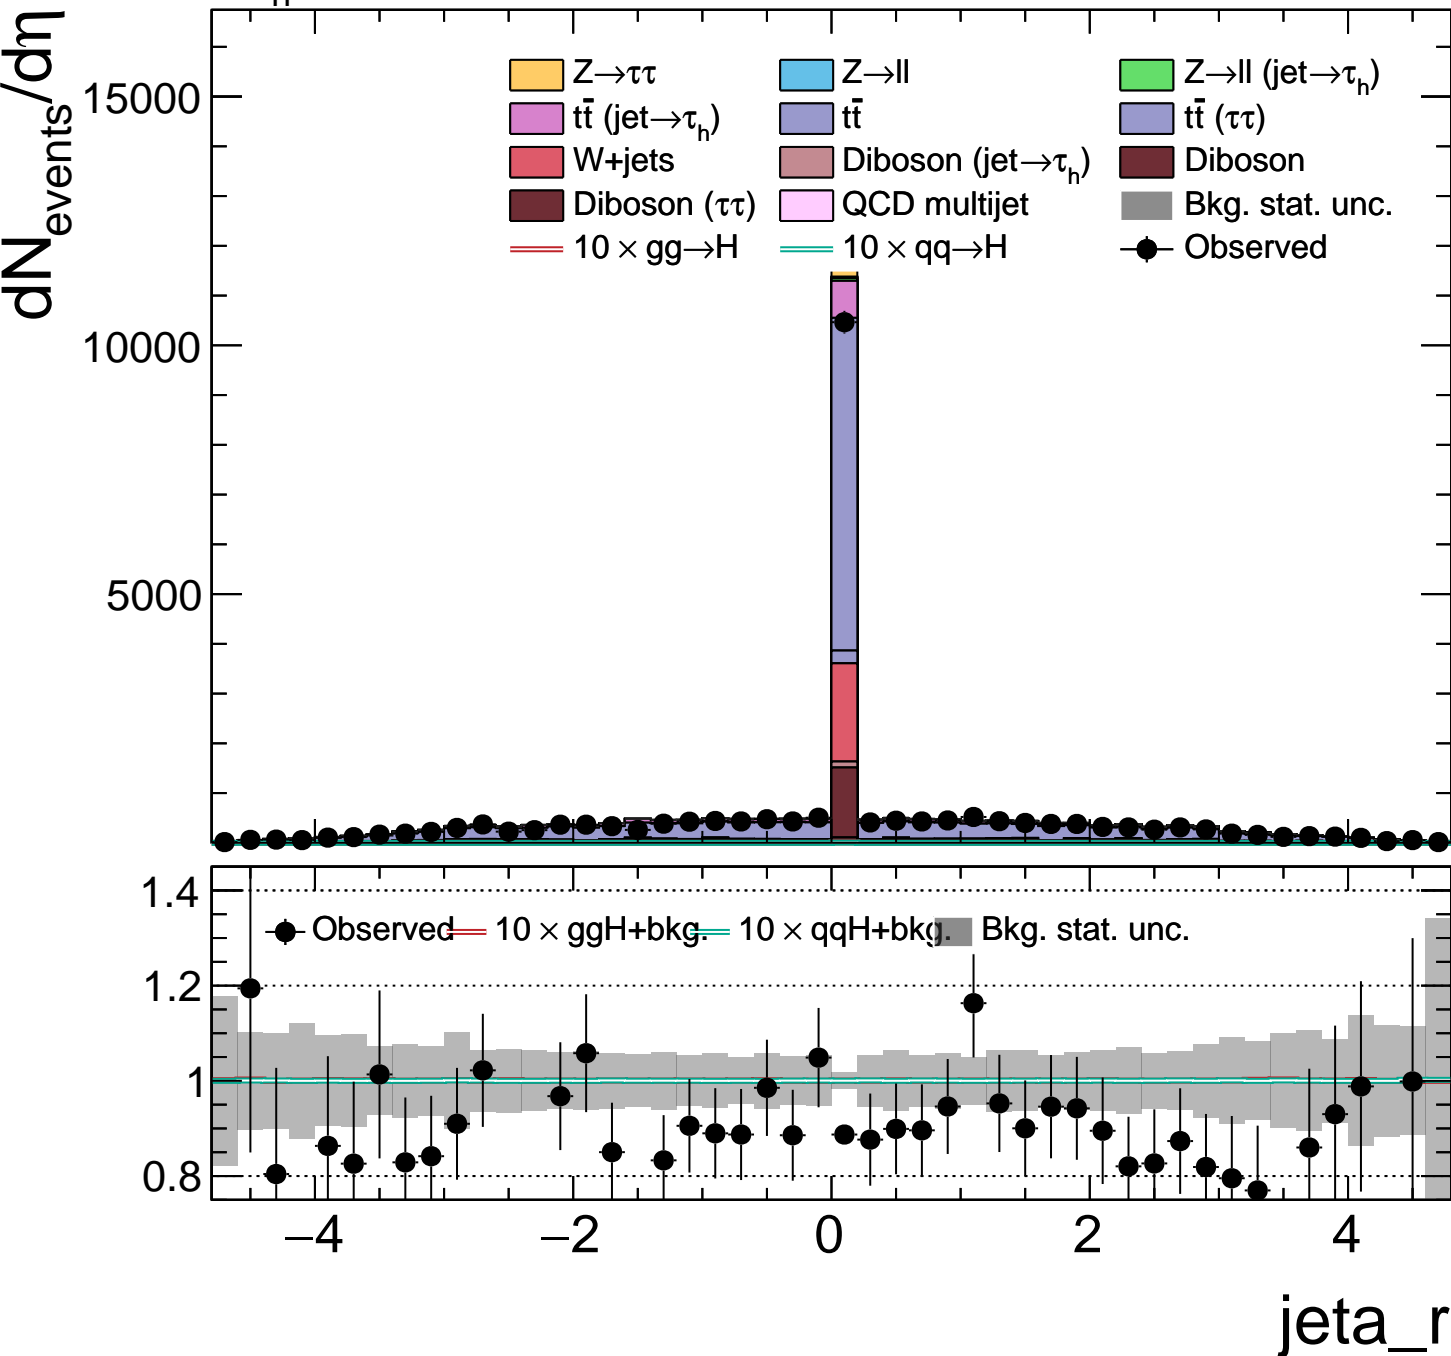 dN_events/dη
15000
10000
5000
Z→ττ Z→ll Z→ll (jet→τ_h)
tt̄ (jet→τ_h) tt̄ tt̄ (ττ)
W+jets Diboson (jet→τ_h) Diboson
Diboson (ττ) QCD multijet Bkg. stat. unc.
10 × gg→H 10 × qq→H Observed
1.4
Observed 10 × ggH+bkg. 10 × qqH+bkg. Bkg. stat. unc.
1.2
1
0.8
−4 −2 0 2 4
jeta_r